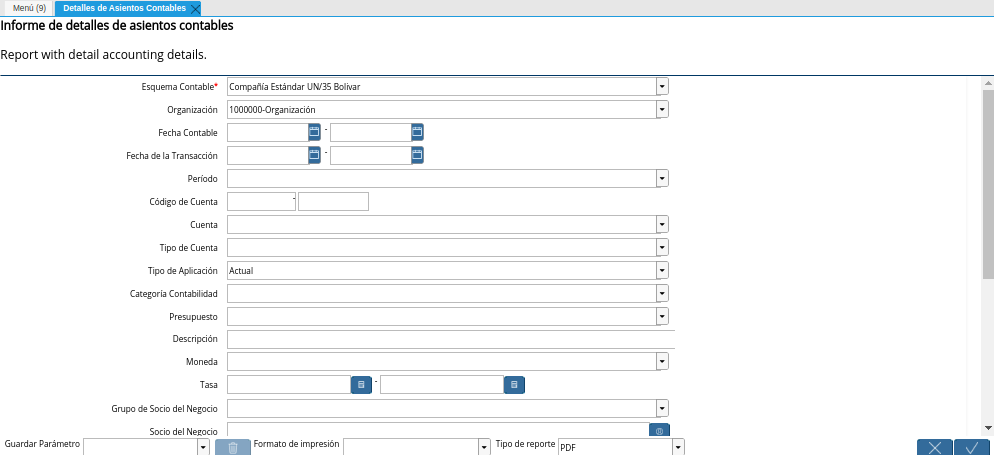 Menú (9) Detalles de Asientos Contables
Informe de detalles de asientos contables
Report with detail accounting details.
Esquema Contable* Compañía Estándar UN/35 Bolívar
Organización 1000000-Organización
Fecha Contable -
Fecha de la Transacción -
Período
Código de Cuenta -
Cuenta
Tipo de Cuenta
Tipo de Aplicación Actual
Categoría Contabilidad
Presupuesto
Descripción
Moneda
Tasa -
Grupo de Socio del Negocio
Socio del Negocio
Guardar Parámetro Formato de impresión Tipo de reporte PDF